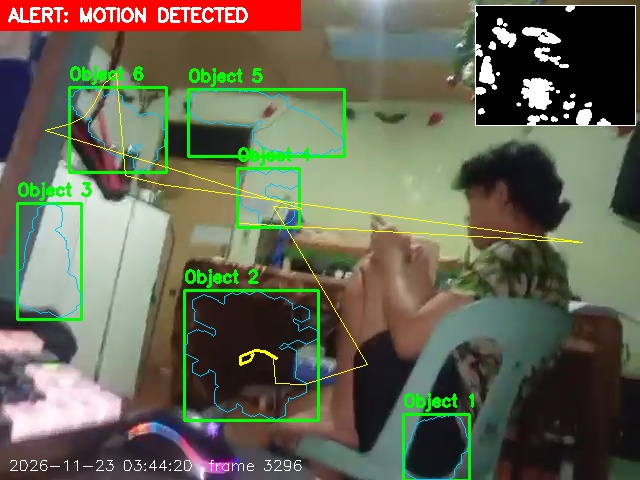 ALERT: MOTION DETECTED
Object 6
Object 5
Object 4
Object 3
Object 2
Object 1
2026-11-23 03:44:20 frame 3296